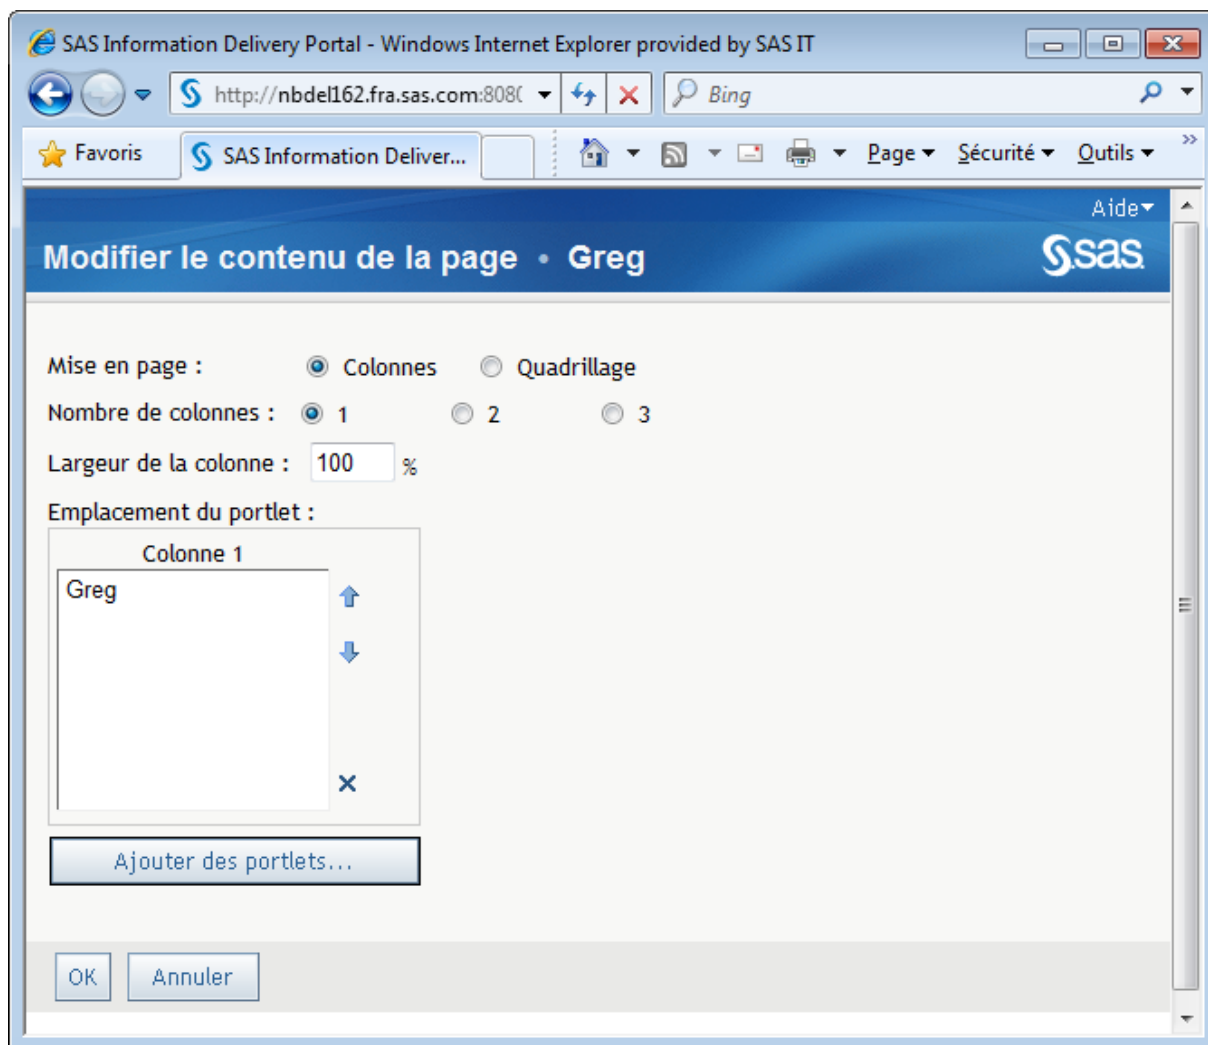 SAS Information Delivery Portal - Windows Internet Explorer provided by SAS IT
http://nbdel162.fra.sas.com:808( Bing
Favoris SAS Information Deliver... Page Sécurité Outils »
Aide
Modifier le contenu de la page • Greg sas
Mise en page : Colonnes Quadrillage
Nombre de colonnes : 1 2 3
Largeur de la colonne : 100 %
Emplacement du portlet :
Colonne 1
Greg
Ajouter des portlets...
OK Annuler